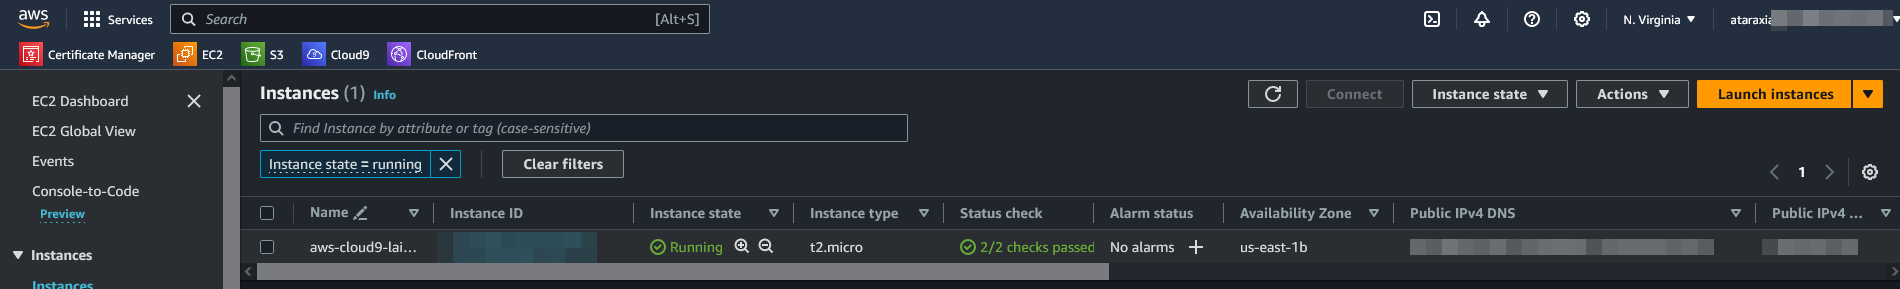 aws Services Search [Alt+S] N. Virginia ataraxia
Certificate Manager EC2 S3 Cloud9 CloudFront
EC2 Dashboard
EC2 Global View
Events
Console-to-Code
Preview
Instances
Instances
Instances (1) Info
Connect Instance state Actions Launch instances
Find Instance by attribute or tag (case-sensitive)
Instance state = running Clear filters
1
Name Instance ID Instance state Instance type Status check Alarm status Availability Zone Public IPv4 DNS Public IPv4 ...
aws-cloud9-lai... Running t2.micro 2/2 checks passed No alarms us-east-1b